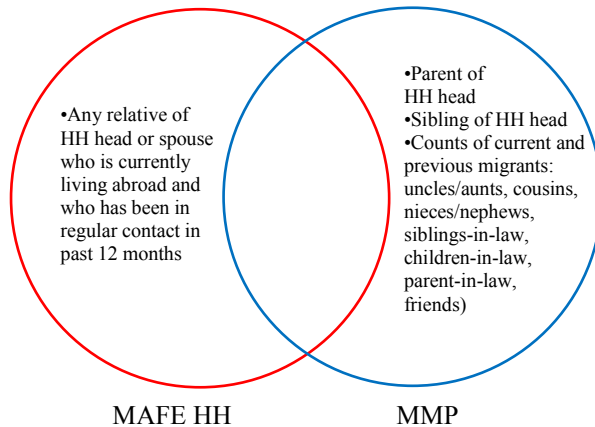 •Any relative of
HH head or spouse
who is currently
living abroad and
who has been in
regular contact in
past 12 months
•Parent of
HH head
•Sibling of HH head
•Counts of current and
previous migrants:
uncles/aunts, cousins,
nieces/nephews,
siblings-in-law,
children-in-law,
parent-in-law,
friends)
MAFE HH
MMP